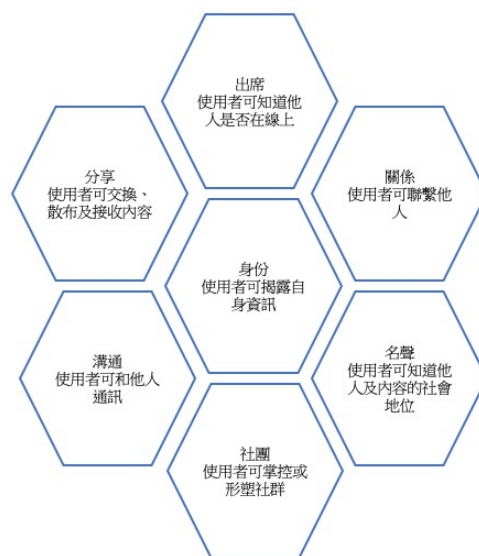 出席
使用者可知道他
人是否在線上
分享
使用者可交換、
散布及接收內容
關係
使用者可聯繫他
人
身份
使用者可揭露自
身資訊
溝通
使用者可和他人
通訊
名聲
使用者可知道他
人及內容的社會
地位
社團
使用者可掌控或
形塑社群